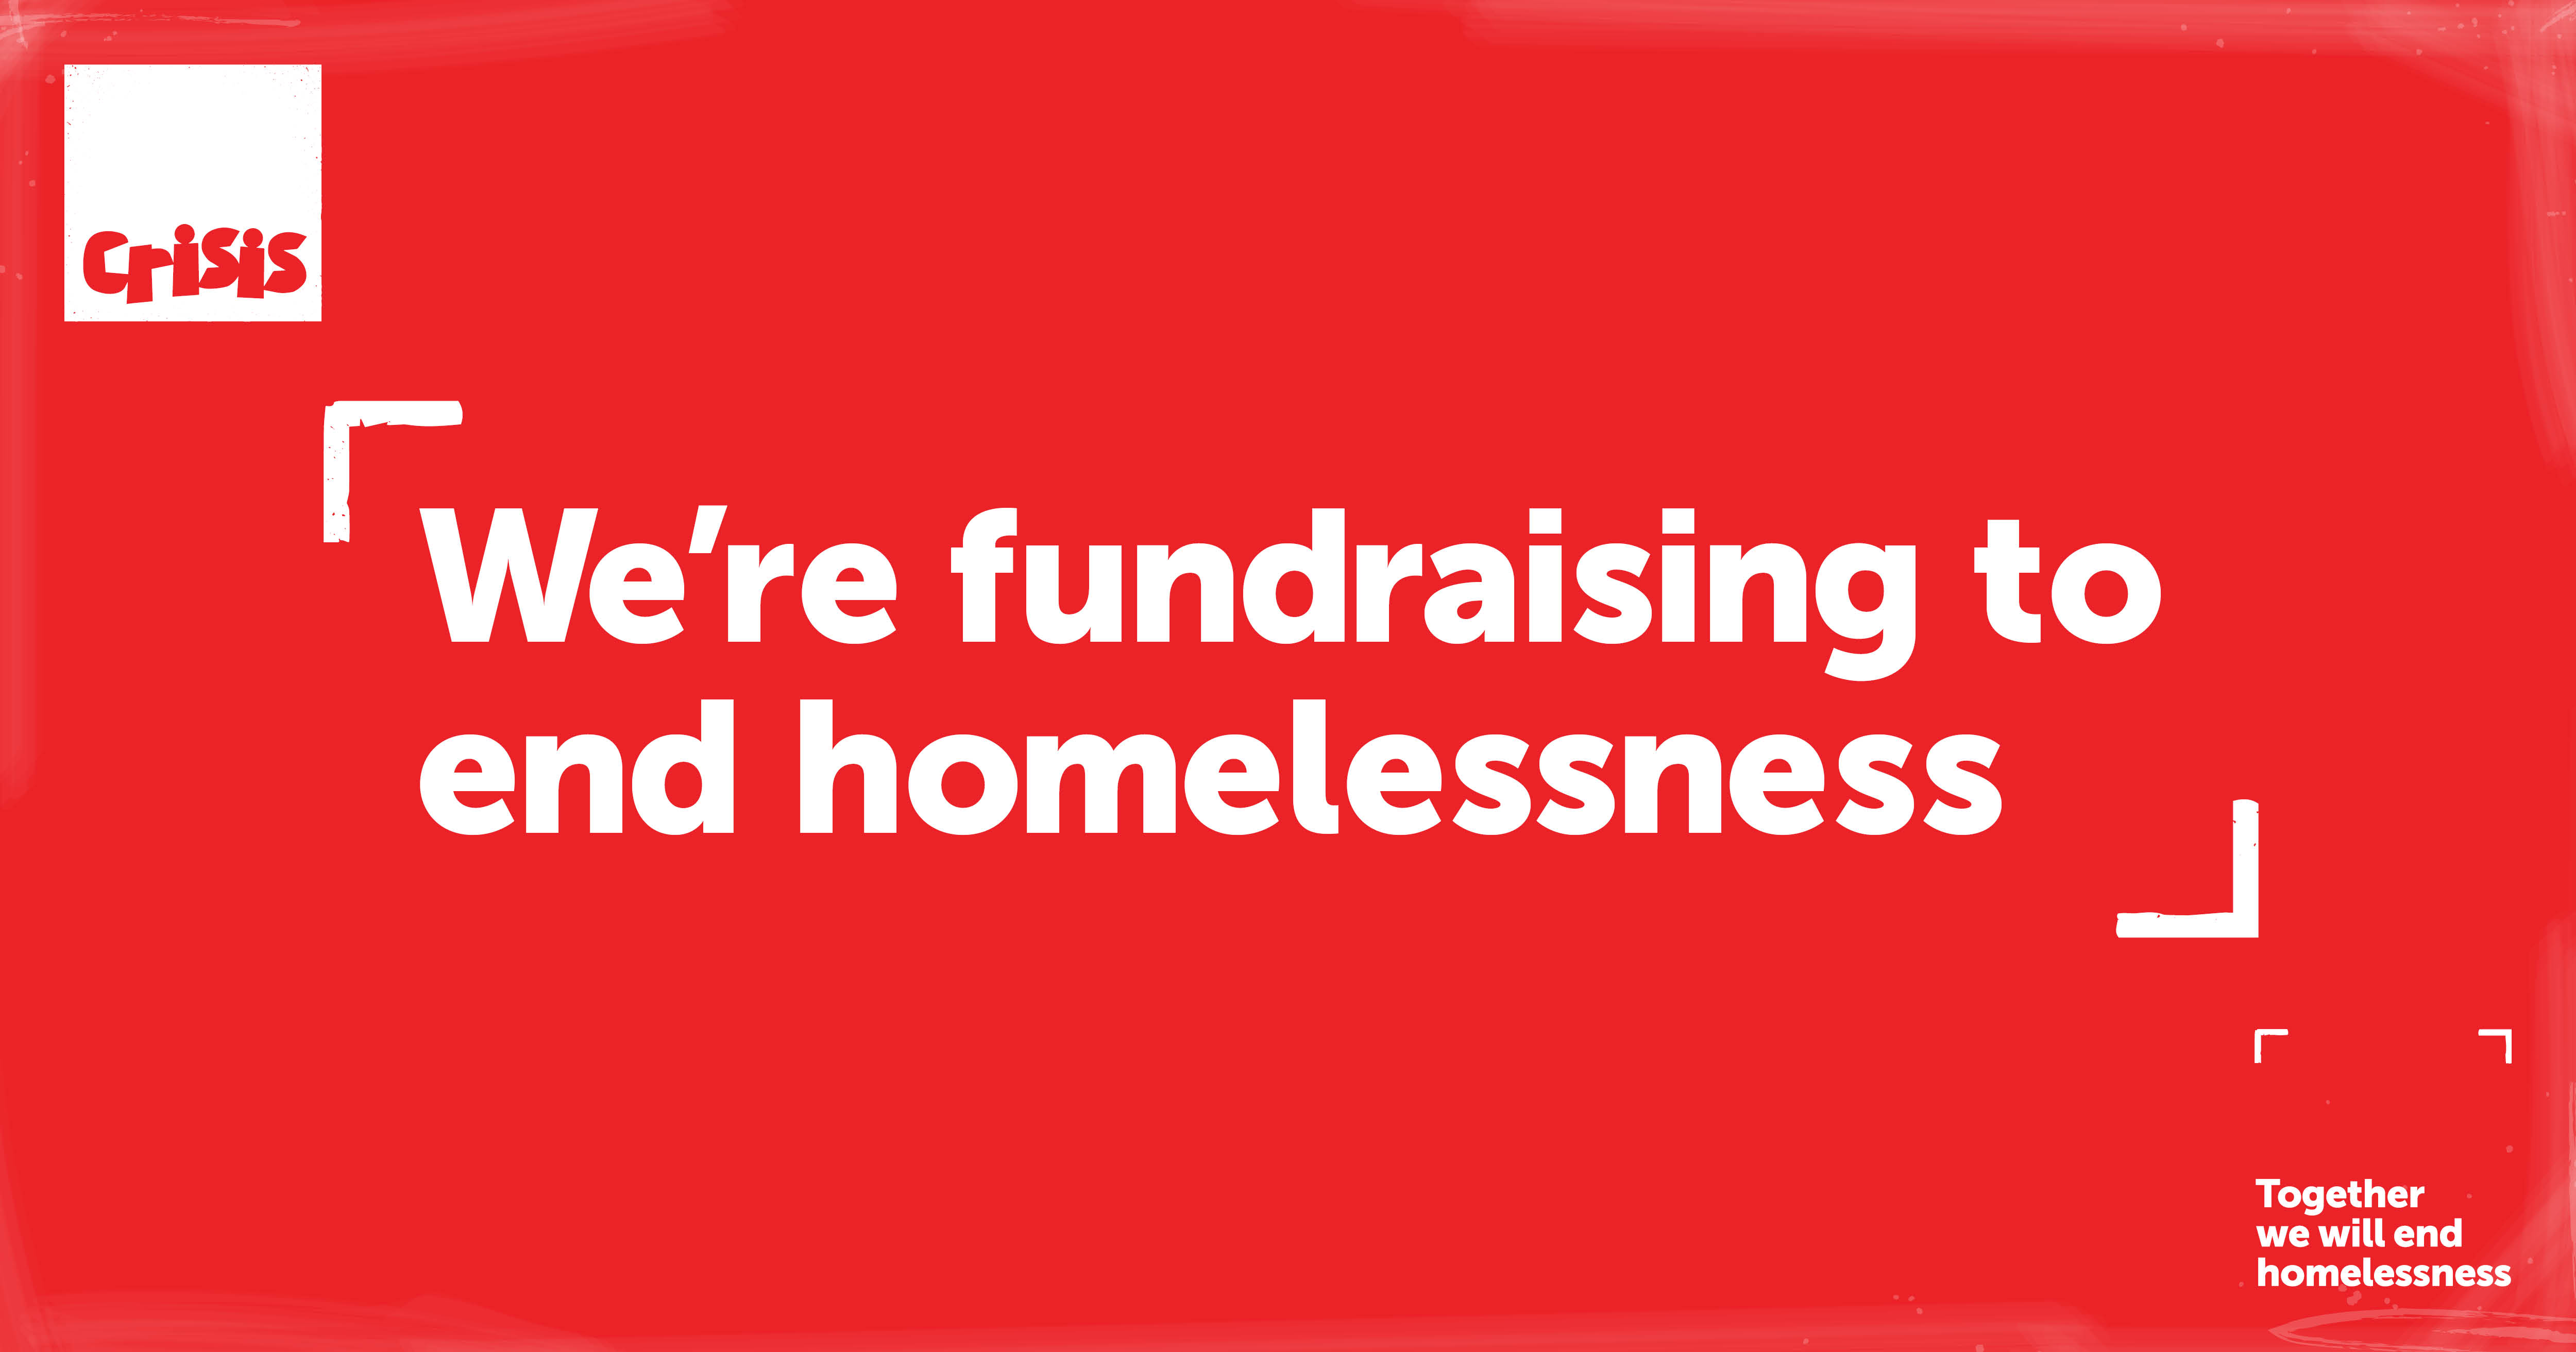 Crisis
We’re fundraising to
end homelessness
Together
we will end
homelessness